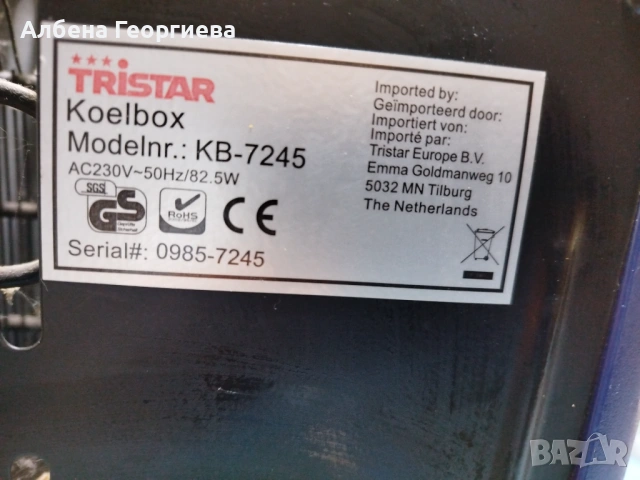 Албена Георгиева
TRISTAR
Koelbox
Modelnr.: KB-7245
AC230V~50Hz/82.5W
SGS
GS
RoHS
CE
Serial#: 0985-7245
Imported by:
Geïmporteerd door:
Importiert von:
Importé par:
Tristar Europe B.V.
Emma Goldmanweg 10
5032 MN Tilburg
The Netherlands
BAZAR